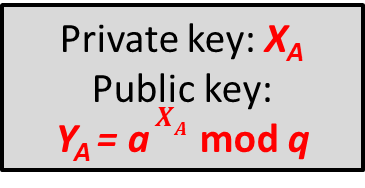 Private key: X_A
Public key:
Y_A = a^X_A mod q